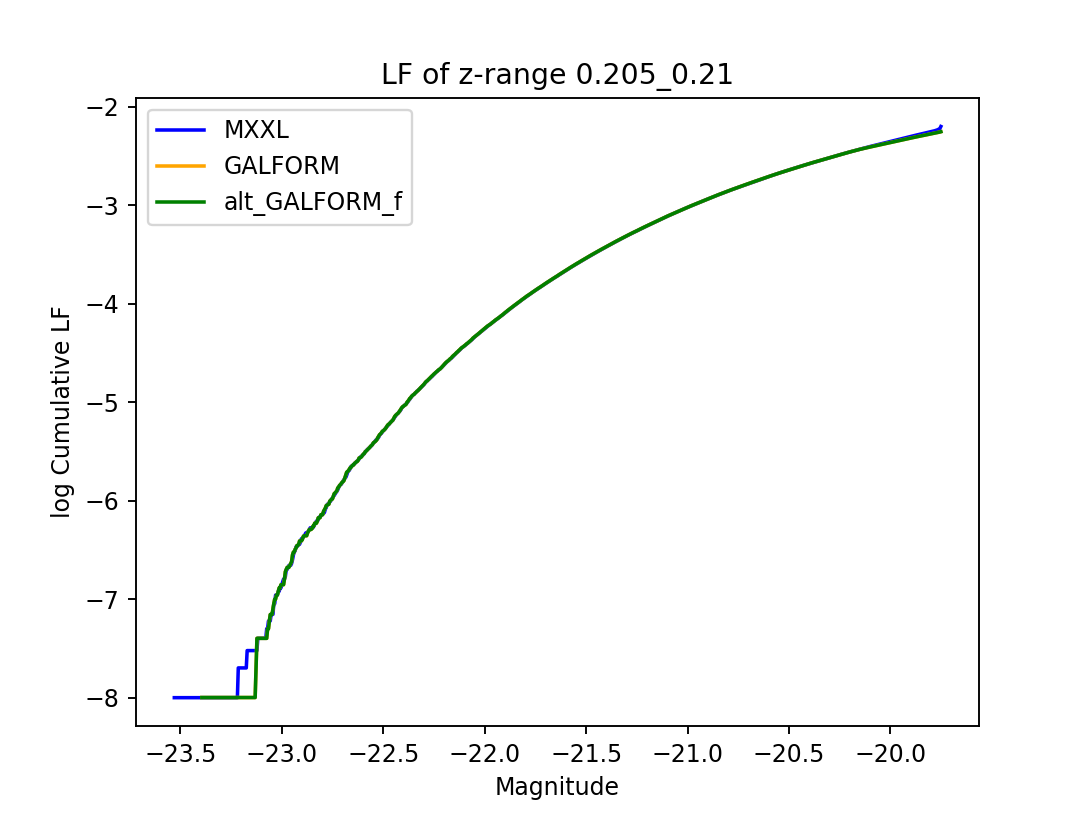 LF of z-range 0.205_0.21
MXXL
GALFORM
alt_GALFORM_f
log Cumulative LF
−2
−3
−4
−5
−6
−7
−8
−23.5 −23.0 −22.5 −22.0 −21.5 −21.0 −20.5 −20.0
Magnitude